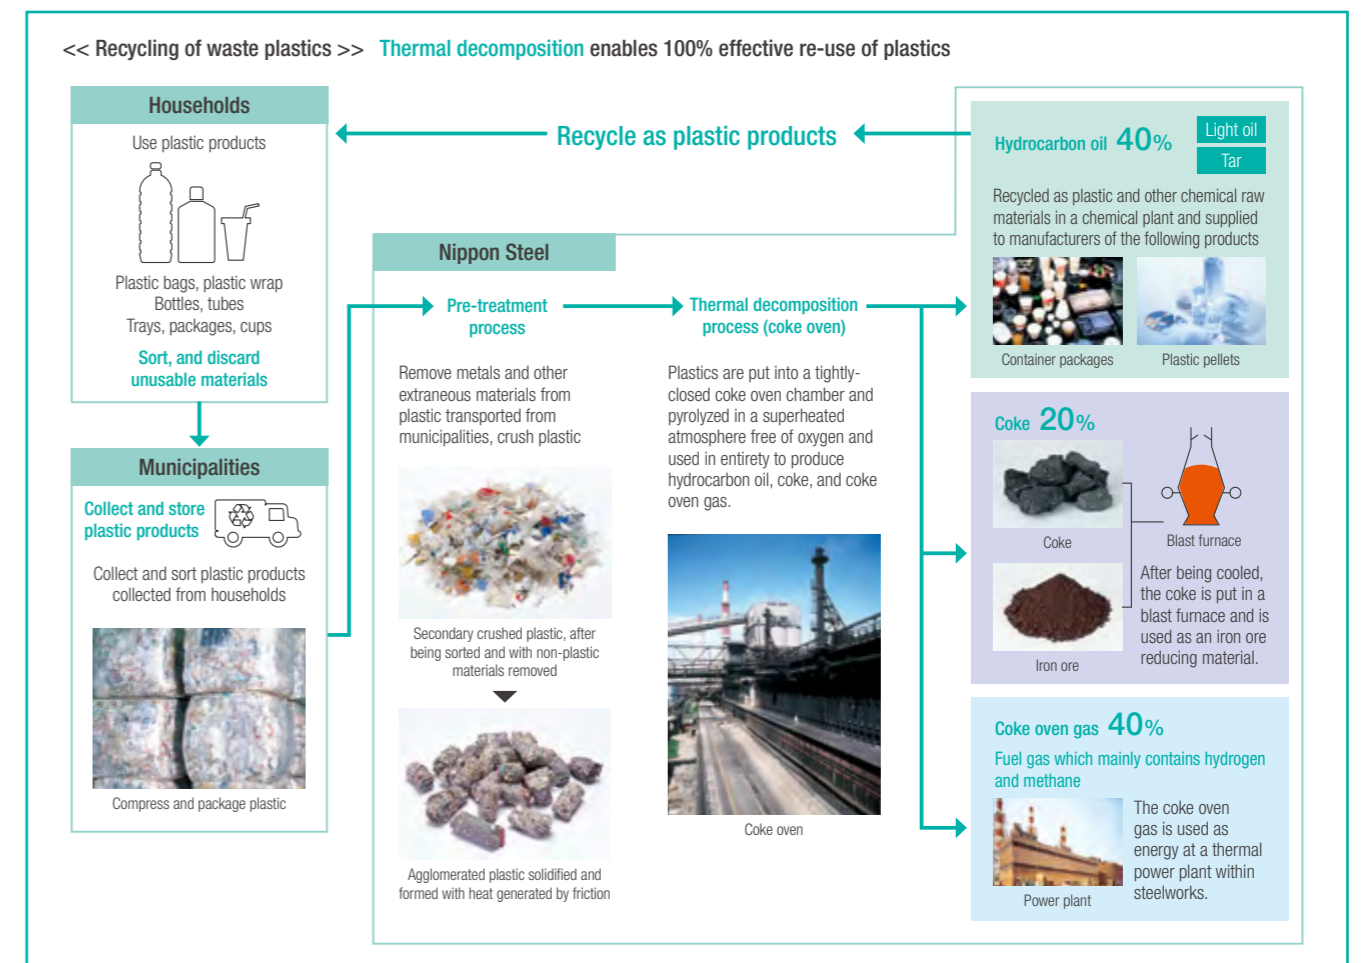 << Recycling of waste plastics >> Thermal decomposition enables 100% effective re-use of plastics
Households
Use plastic products
Plastic bags, plastic wrap
Bottles, tubes
Trays, packages, cups
Sort, and discard
unusable materials
Municipalities
Collect and store
plastic products
Collect and sort plastic products
collected from households
Compress and package plastic
Recycle as plastic products
Nippon Steel
Pre-treatment
process
Remove metals and other
extraneous materials from
plastic transported from
municipalities, crush plastic
Secondary crushed plastic, after
being sorted and with non-plastic
materials removed
Agglomerated plastic solidified and
formed with heat generated by friction
Thermal decomposition
process (coke oven)
Plastics are put into a tightly-
closed coke oven chamber and
pyrolyzed in a superheated
atmosphere free of oxygen and
used in entirety to produce
hydrocarbon oil, coke, and coke
oven gas.
Coke oven
Hydrocarbon oil 40%
Light oil
Tar
Recycled as plastic and other chemical raw
materials in a chemical plant and supplied
to manufacturers of the following products
Container packages
Plastic pellets
Coke 20%
Coke
Iron ore
Blast furnace
After being cooled,
the coke is put in a
blast furnace and is
used as an iron ore
reducing material.
Coke oven gas 40%
Fuel gas which mainly contains hydrogen
and methane
Power plant
The coke oven
gas is used as
energy at a thermal
power plant within
steelworks.